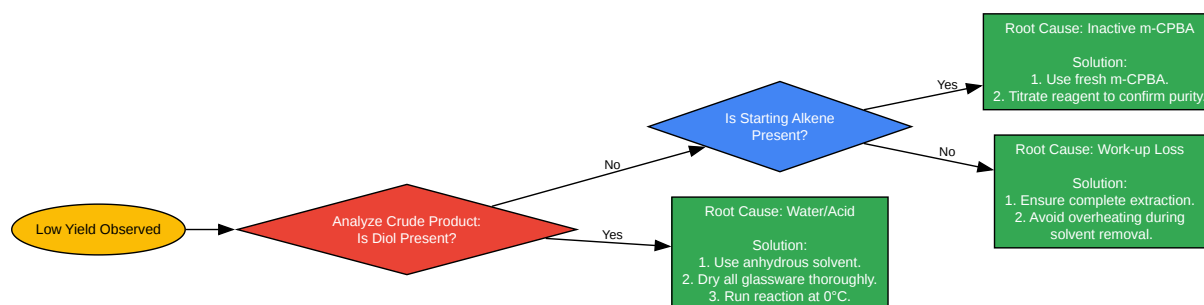 Low Yield Observed
Analyze Crude Product:
Is Diol Present?
No
Yes
Is Starting Alkene
Present?
Yes
No
Root Cause: Water/Acid
Solution:
1. Use anhydrous solvent.
2. Dry all glassware thoroughly.
3. Run reaction at 0°C.
Root Cause: Inactive m-CPBA
Solution:
1. Use fresh m-CPBA.
2. Titrate reagent to confirm purity.
Root Cause: Work-up Loss
Solution:
1. Ensure complete extraction.
2. Avoid overheating during
solvent removal.